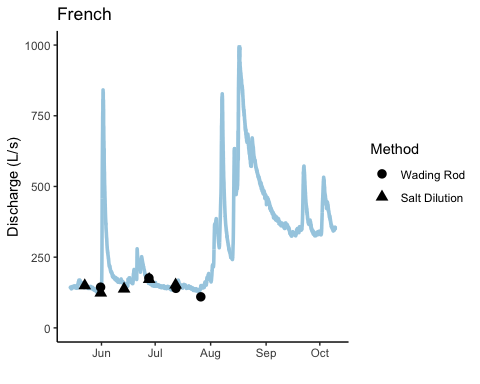 French
1000
750
500
250
0
Discharge (L/s)
Jun Jul Aug Sep Oct
Method
Wading Rod
Salt Dilution